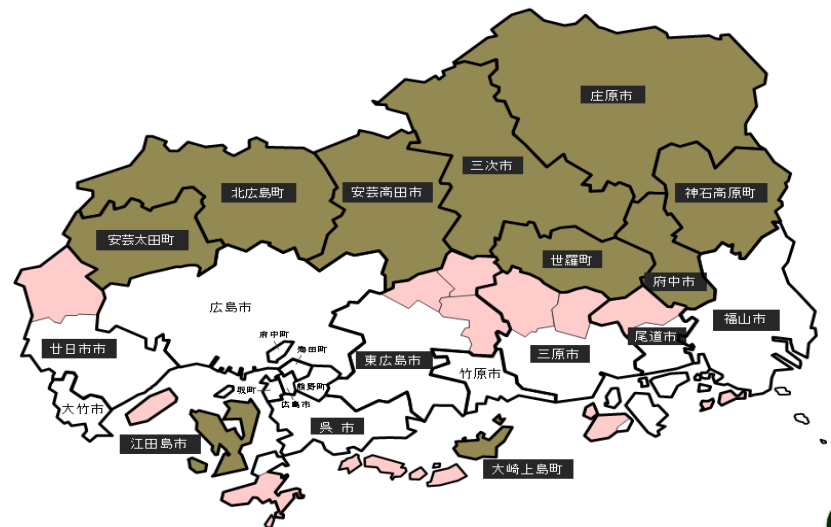 庄原市
三次市
神石高原町
北広島町
安芸高田市
安芸太田町
世羅町
府中市
広島市
福山市
府中町
海田町
尾道市
廿日市市
東広島市
三原市
竹原市
坂町
熊野町
広島市
大竹市
呉 市
江田島市
大崎上島町